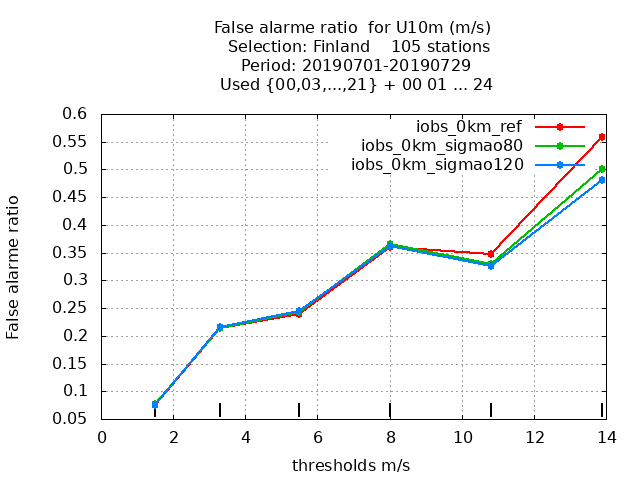 False alarme ratio  for U10m (m/s)
Selection: Finland    105 stations
Period: 20190701-20190729
Used {00,03,...,21} + 00 01 ... 24
iobs_0km_ref
iobs_0km_sigmao80
iobs_0km_sigmao120
False alarme ratio
0.6
0.55
0.5
0.45
0.4
0.35
0.3
0.25
0.2
0.15
0.1
0.05
0 2 4 6 8 10 12 14
thresholds m/s